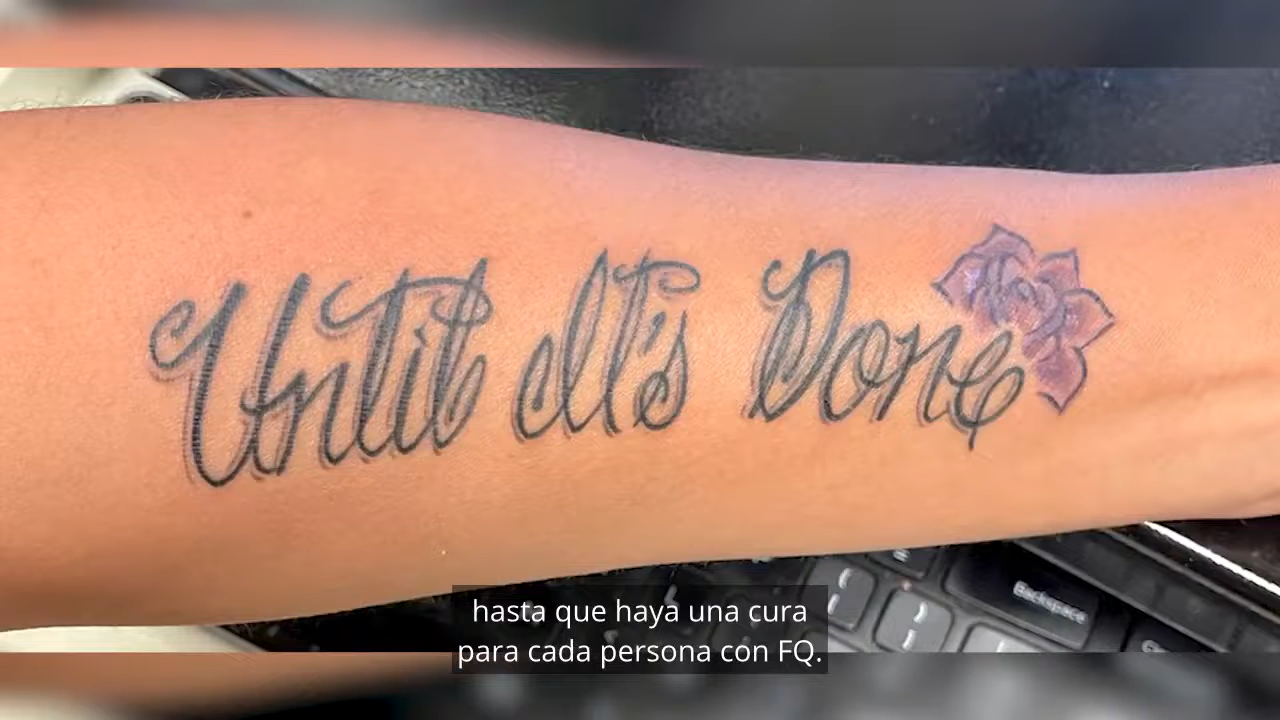 Until It's Done
Backspace
hasta que haya una cura
para cada persona con FQ.